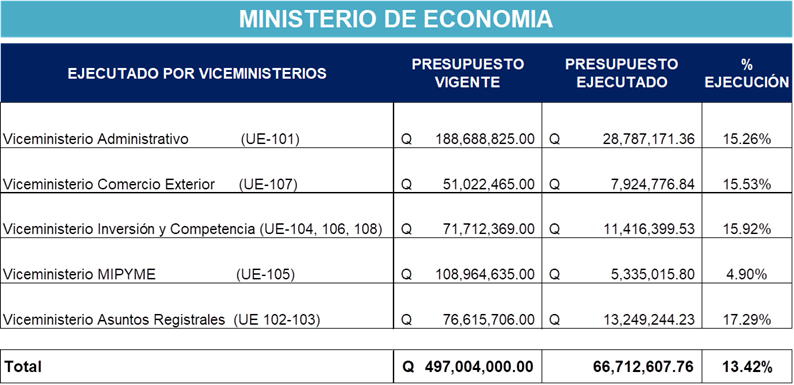 MINISTERIO DE ECONOMIA
EJECUTADO POR VICEMINISTERIOS PRESUPUESTO VIGENTE PRESUPUESTO EJECUTADO % EJECUCIÓN
Viceministerio Administrativo (UE-101) Q 188,688,825.00 Q 28,787,171.36 15.26%
Viceministerio Comercio Exterior (UE-107) Q 51,022,465.00 Q 7,924,776.84 15.53%
Viceministerio Inversión y Competencia (UE-104, 106, 108) Q 71,712,369.00 Q 11,416,399.53 15.92%
Viceministerio MIPYME (UE-105) Q 108,964,635.00 Q 5,335,015.80 4.90%
Viceministerio Asuntos Registrales (UE 102-103) Q 76,615,706.00 Q 13,249,244.23 17.29%
Total Q 497,004,000.00 66,712,607.76 13.42%